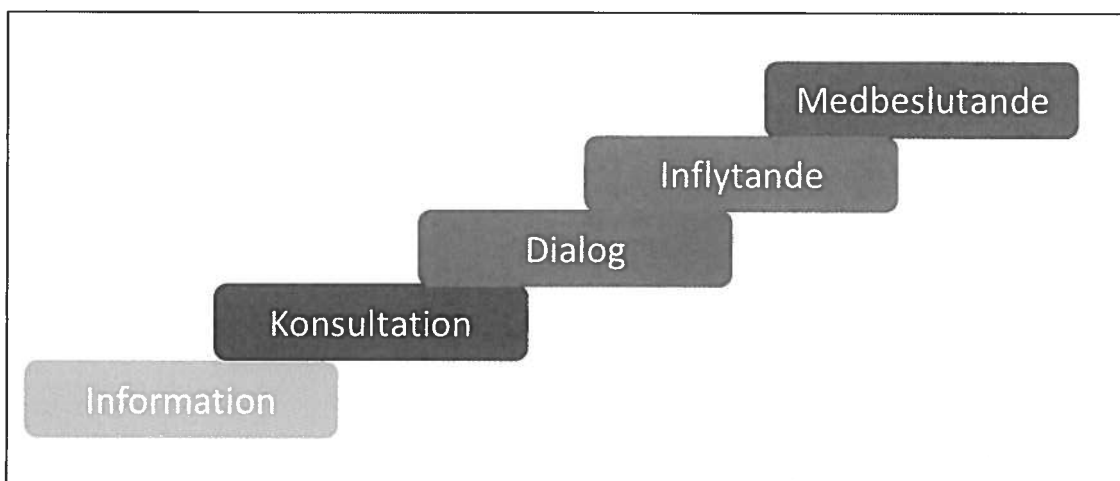 Medbeslutande
Inflytande
Dialog
Konsultation
Information